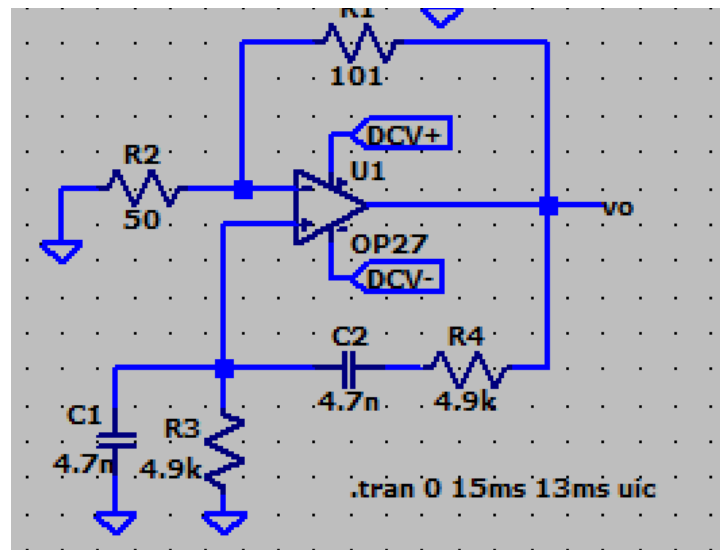 R1
101
DCV+
R2
U1
50
vo
OP27
DCV-
C2
R4
4.7n
4.9k
C1
R3
4.7n
4.9k
.tran 0 15ms 13ms uic